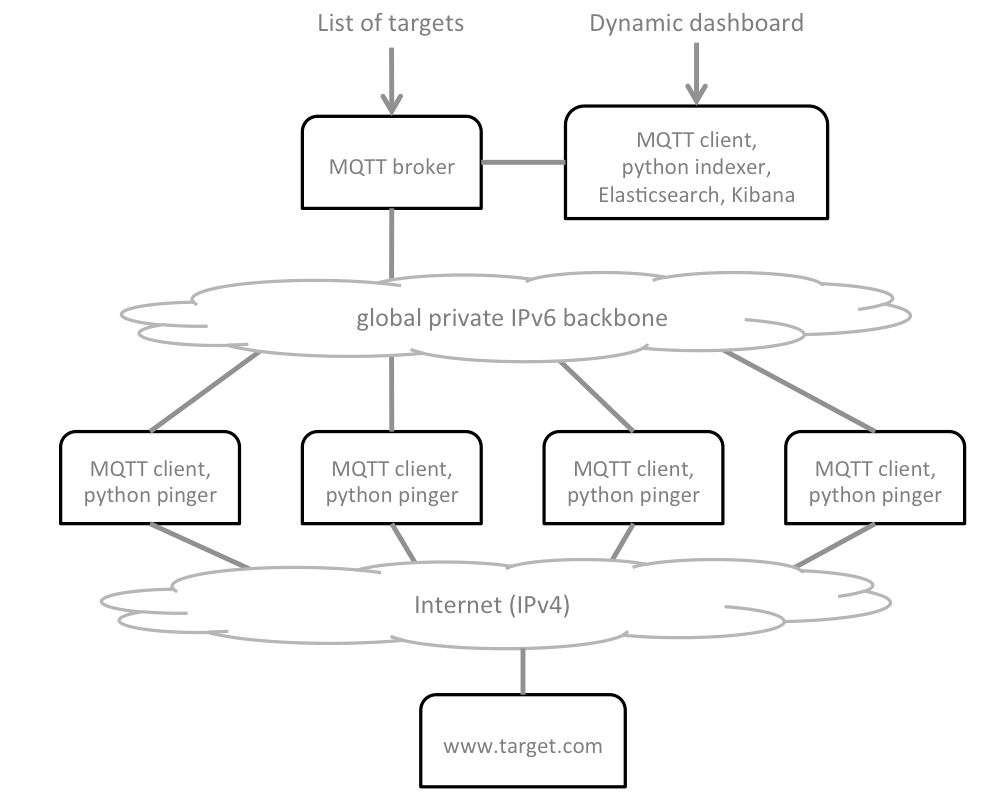 List of targets
Dynamic dashboard
MQTT broker
MQTT client,
python indexer,
Elasticsearch, Kibana
global private IPv6 backbone
MQTT client,
python pinger
MQTT client,
python pinger
MQTT client,
python pinger
MQTT client,
python pinger
Internet (IPv4)
www.target.com